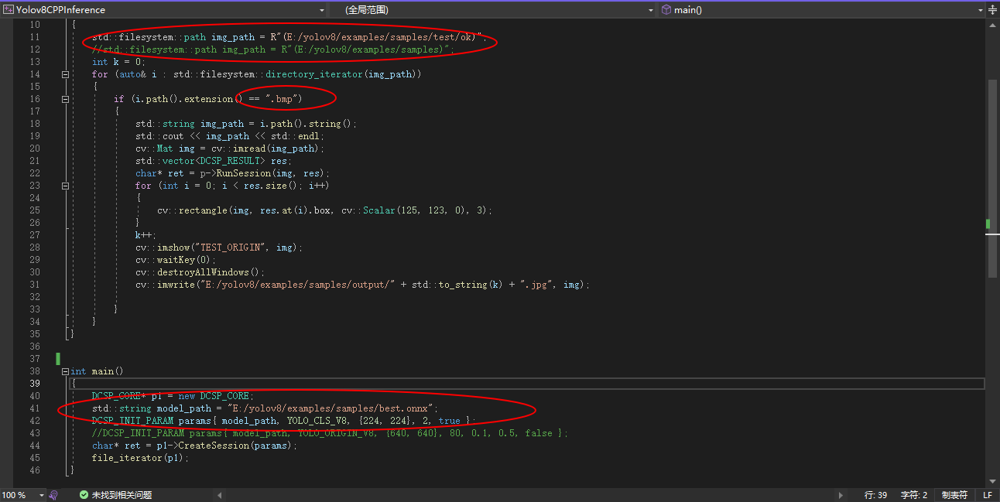 Yolov8CPPInference (全局范围) main()
10 {
11 std::filesystem::path img_path = R"(E:/yolov8/examples/samples/test/ok)";
12 //std::filesystem::path img_path = R"(E:/yolov8/examples/samples)";
13 int k = 0;
14 for (auto& i : std::filesystem::directory_iterator(img_path))
15 {
16 if (i.path().extension() == ".bmp")
17 {
18 std::string img_path = i.path().string();
19 std::cout << img_path << std::endl;
20 cv::Mat img = cv::imread(img_path);
21 std::vector<DCSP_RESULT> res;
22 char* ret = p->RunSession(img, res);
23 for (int i = 0; i < res.size(); i++)
24 {
25 cv::rectangle(img, res.at(i).box, cv::Scalar(125, 123, 0), 3);
26 }
27 k++;
28 cv::imshow("TEST_ORIGIN", img);
29 cv::waitKey(0);
30 cv::destroyAllWindows();
31 cv::imwrite("E:/yolov8/examples/samples/output/" + std::to_string(k) + ".jpg", img);
32
33 }
34 }
35 }
36
37
38 int main()
39 {
40 DCSP_CORE* p1 = new DCSP_CORE;
41 std::string model_path = "E:/yolov8/examples/samples/best.onnx";
42 DCSP_INIT_PARAM params{ model_path, YOLO_CLS_V8, {224, 224}, 2, true };
43 //DCSP_INIT_PARAM params{ model_path, YOLO_ORIGIN_V8, {640, 640}, 80, 0.1, 0.5, false };
44 char* ret = p1->CreateSession(params);
45 file_iterator(p1);
46 }
100 % 未找到相关问题 行: 39 字符: 2 制表符 LF